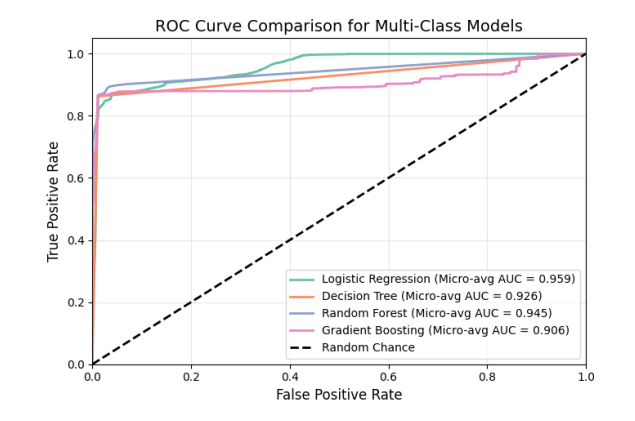 ROC Curve Comparison for Multi-Class Models
True Positive Rate
1.0
0.8
0.6
0.4
0.2
0.0
Logistic Regression (Micro-avg AUC = 0.959)
Decision Tree (Micro-avg AUC = 0.926)
Random Forest (Micro-avg AUC = 0.945)
Gradient Boosting (Micro-avg AUC = 0.906)
Random Chance
0.0 0.2 0.4 0.6 0.8 1.0
False Positive Rate